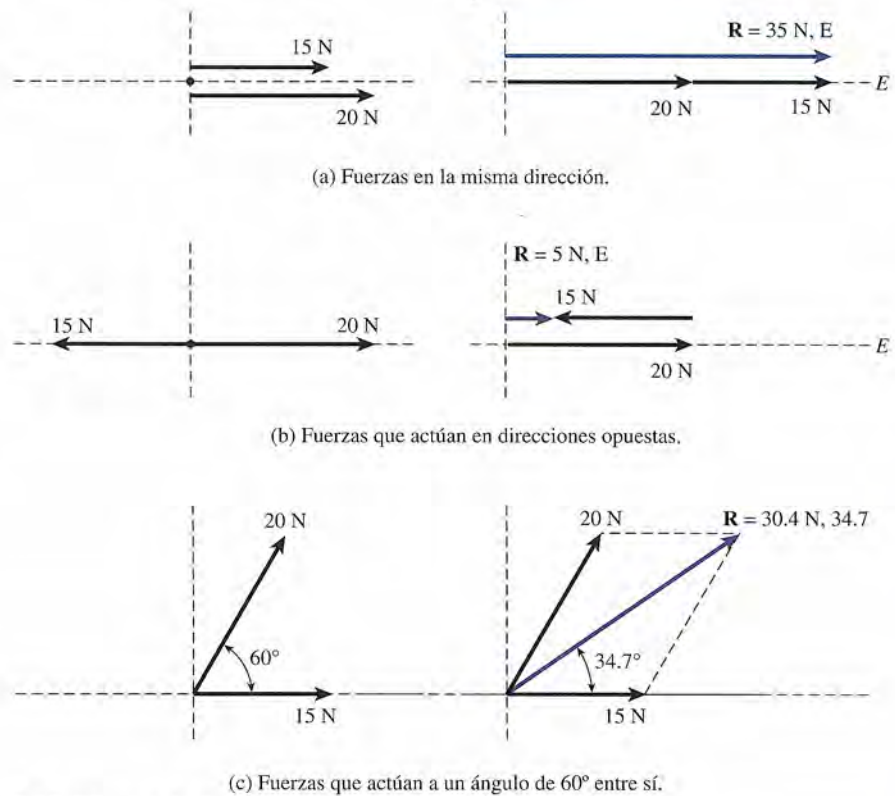 15 N
20 N
R = 35 N, E
20 N
15 N
E
(a) Fuerzas en la misma dirección.
15 N
20 N
R = 5 N, E
15 N
20 N
E
(b) Fuerzas que actúan en direcciones opuestas.
20 N
60°
15 N
20 N
R = 30.4 N, 34.7
34.7°
15 N
(c) Fuerzas que actúan a un ángulo de 60º entre sí.